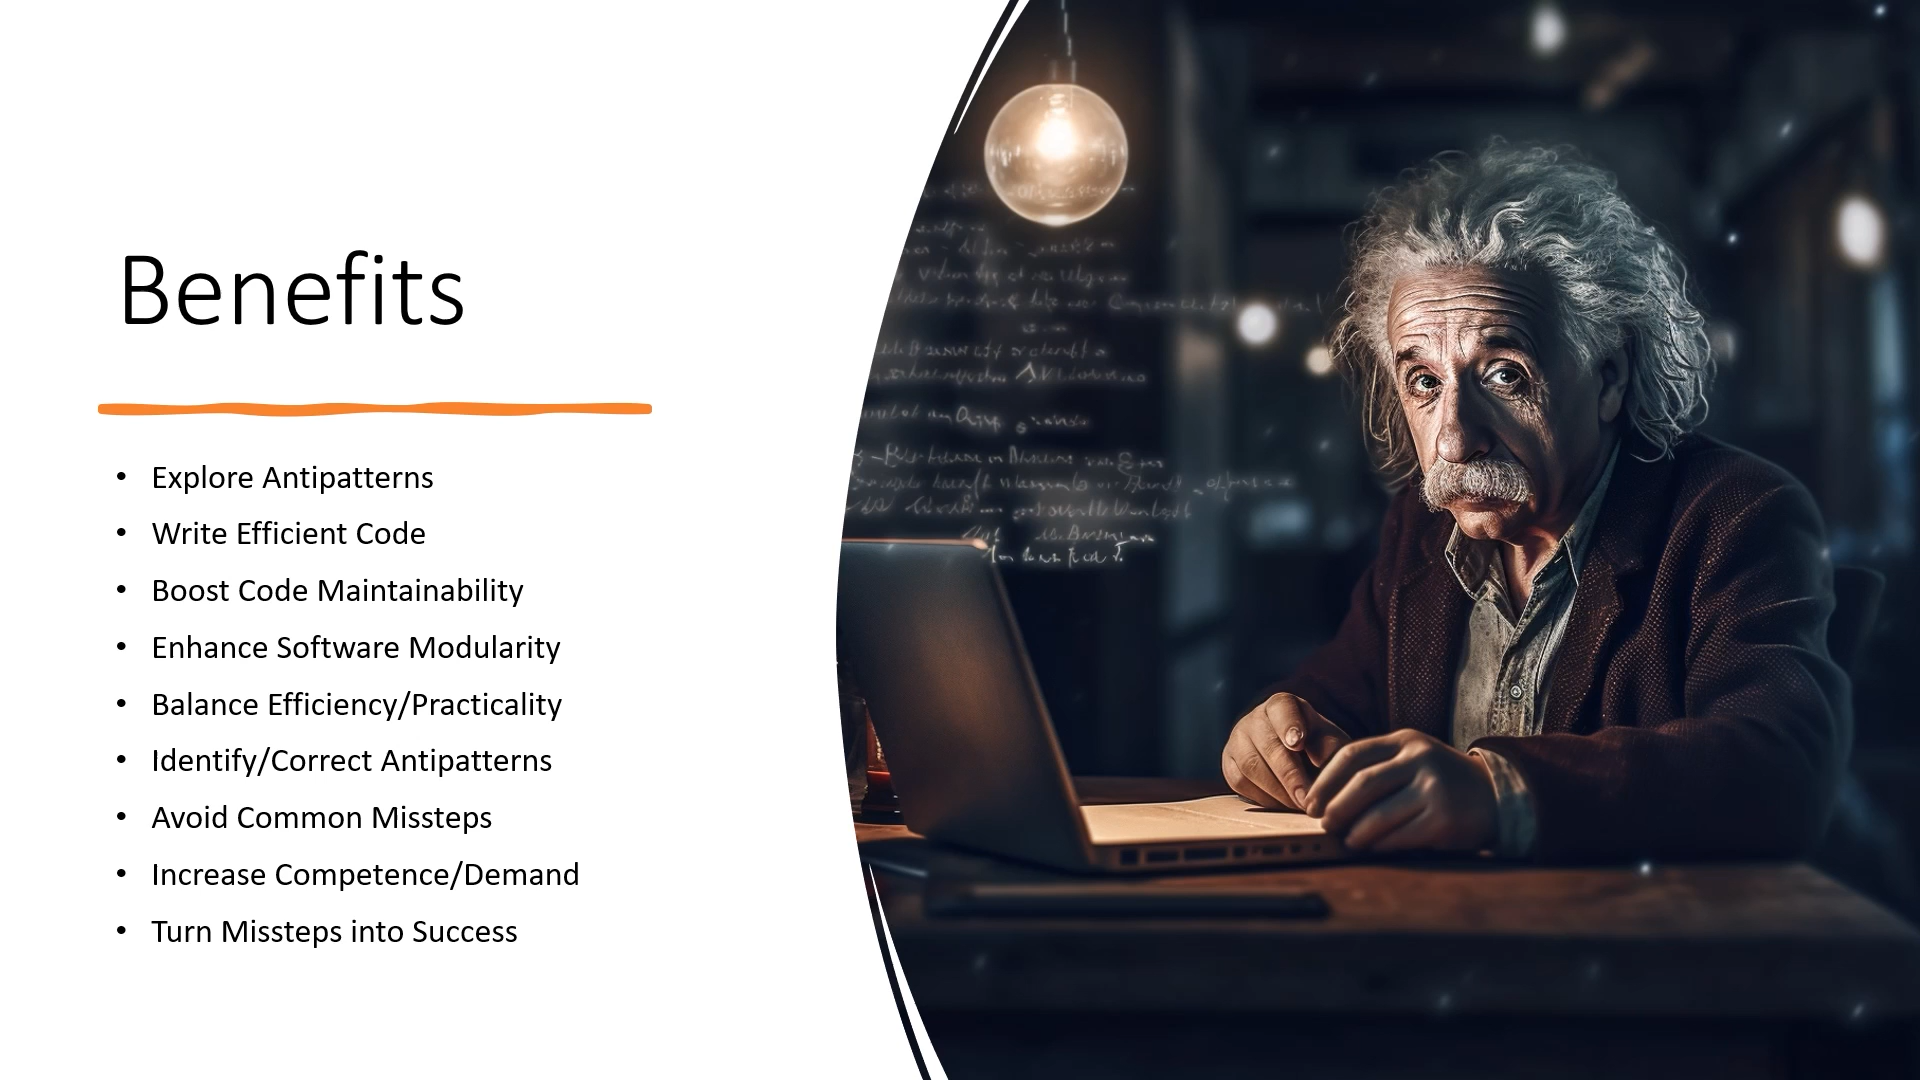 Benefits
• Explore Antipatterns
• Write Efficient Code
• Boost Code Maintainability
• Enhance Software Modularity
• Balance Efficiency/Practicality
• Identify/Correct Antipatterns
• Avoid Common Missteps
• Increase Competence/Demand
• Turn Missteps into Success